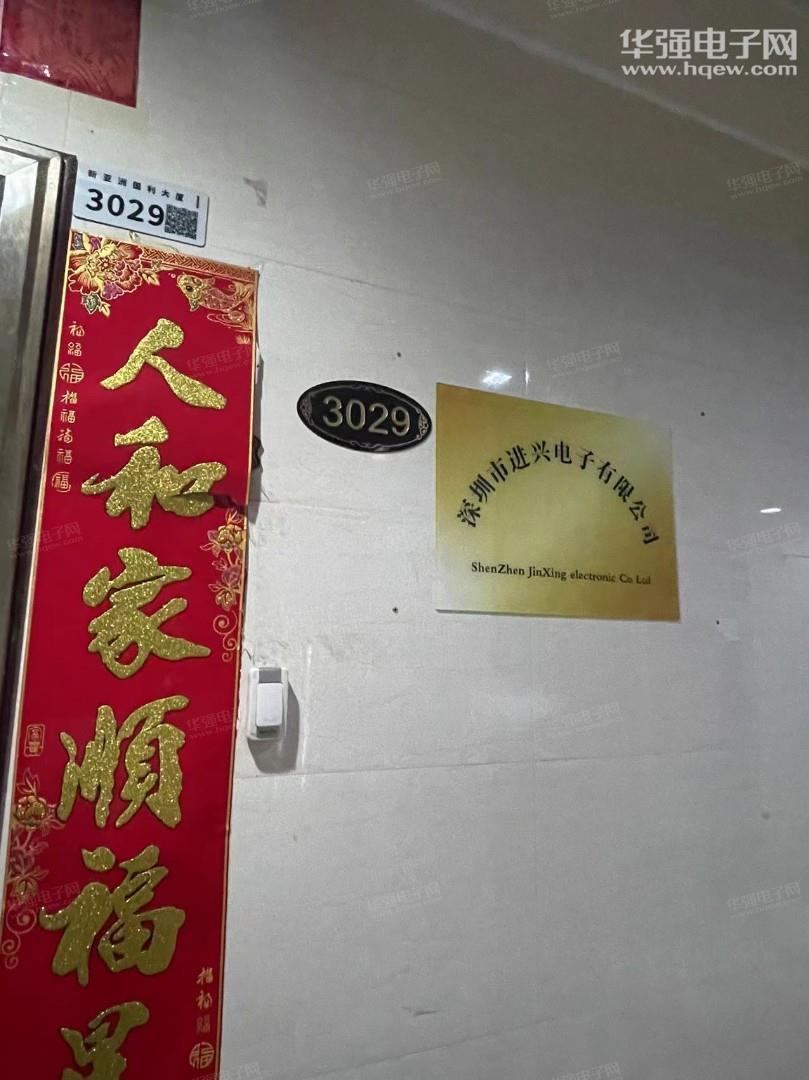 华强电子网
www.hqew.com
新亚洲国利大厦
3029
人和家顺福星
3029
深圳市进兴电子有限公司
ShenZhen JinXing electronic Co Ltd